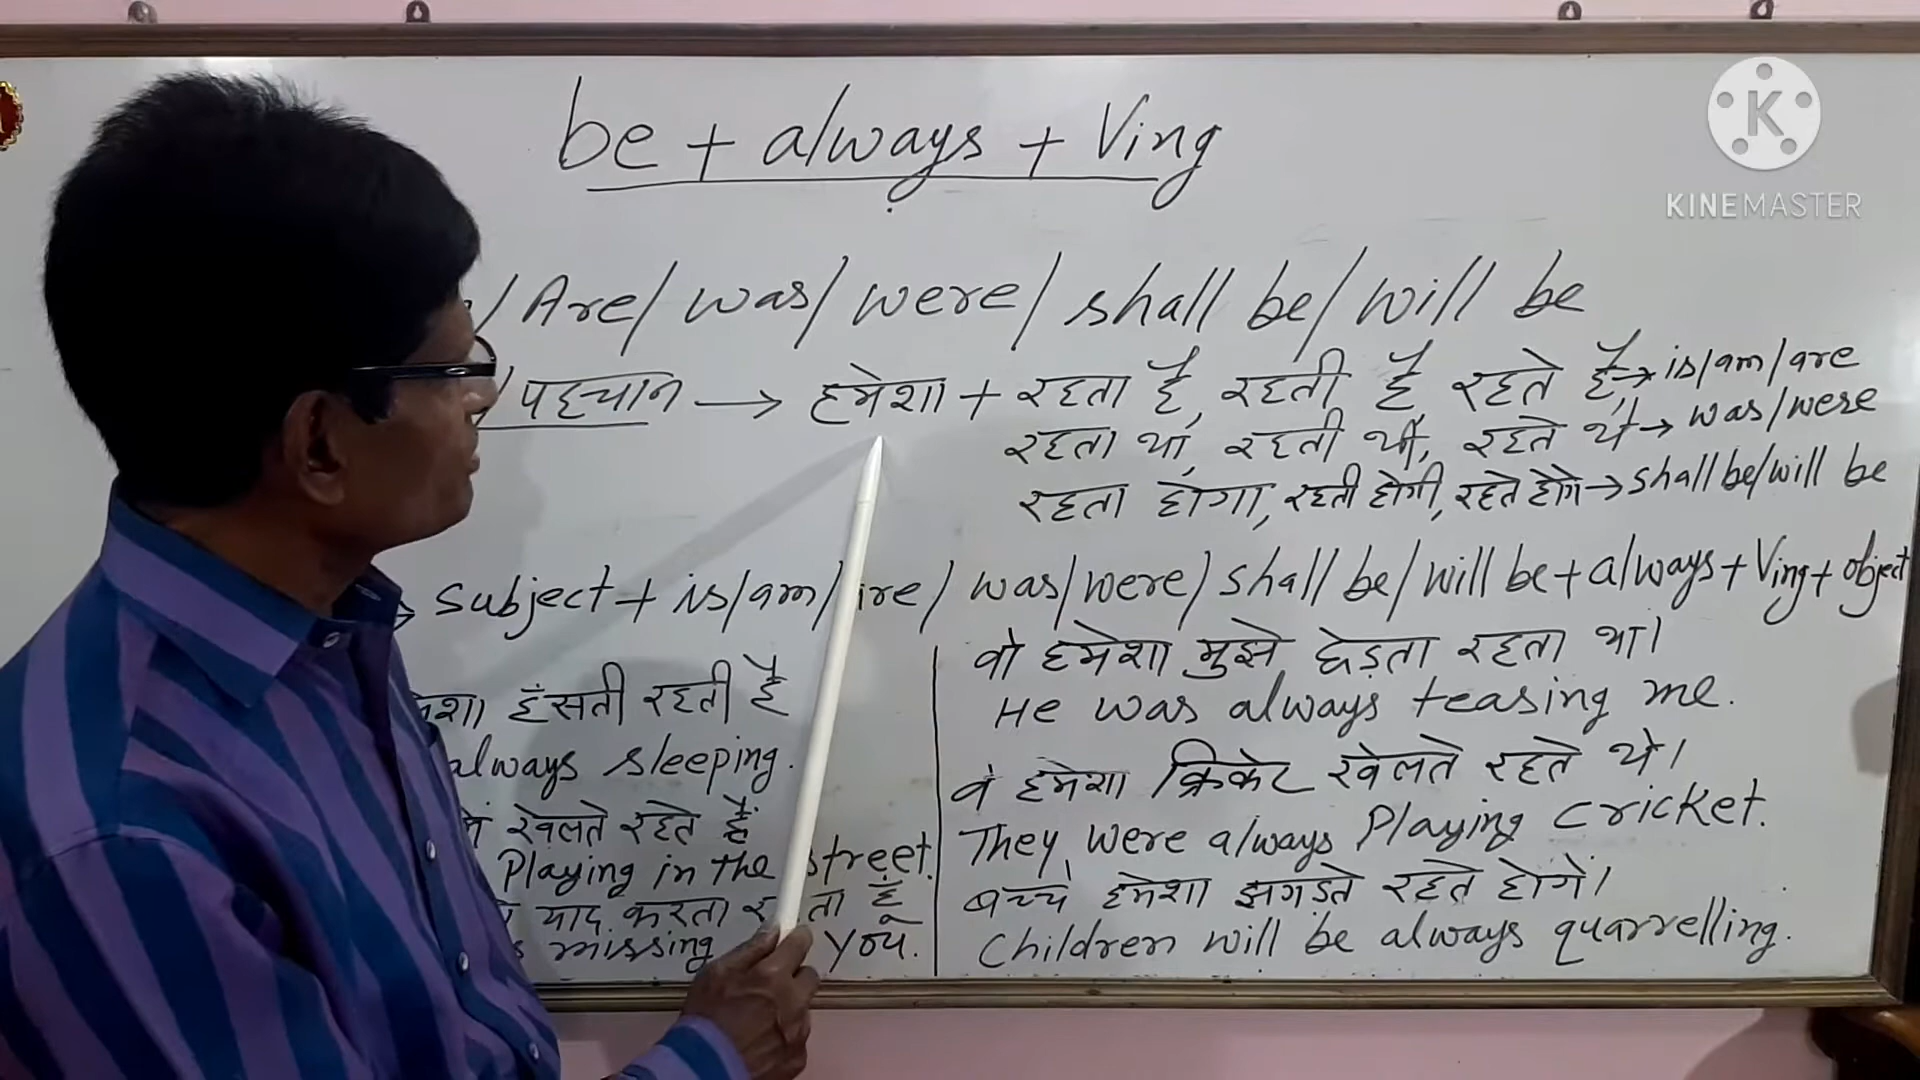 be + always + Ving
K
KINEMASTER
/ Are / was / were / shall be / will be
पहचान → हमेशा + रहता है, रहती है, रहते हैं, → is/am/are
रहता था, रहती थी, रहते थे → was/were
रहता होगा, रहती होगी, रहते होंगे → shall be/will be
subject + is/am/are / was/were / shall be / will be + always + Ving + object
हंसती रहती है
always sleeping.
खेलते रहते हैं
Playing in the street.
याद करता रहता हूँ
missing you.
वो हमेशा मुझे छेड़ता रहता था।
He was always teasing me.
वे हमेशा क्रिकेट खेलते रहते थे।
They were always Playing cricket.
बच्चे हमेशा झगडते रहते होंगे।
Children will be always quarrelling.